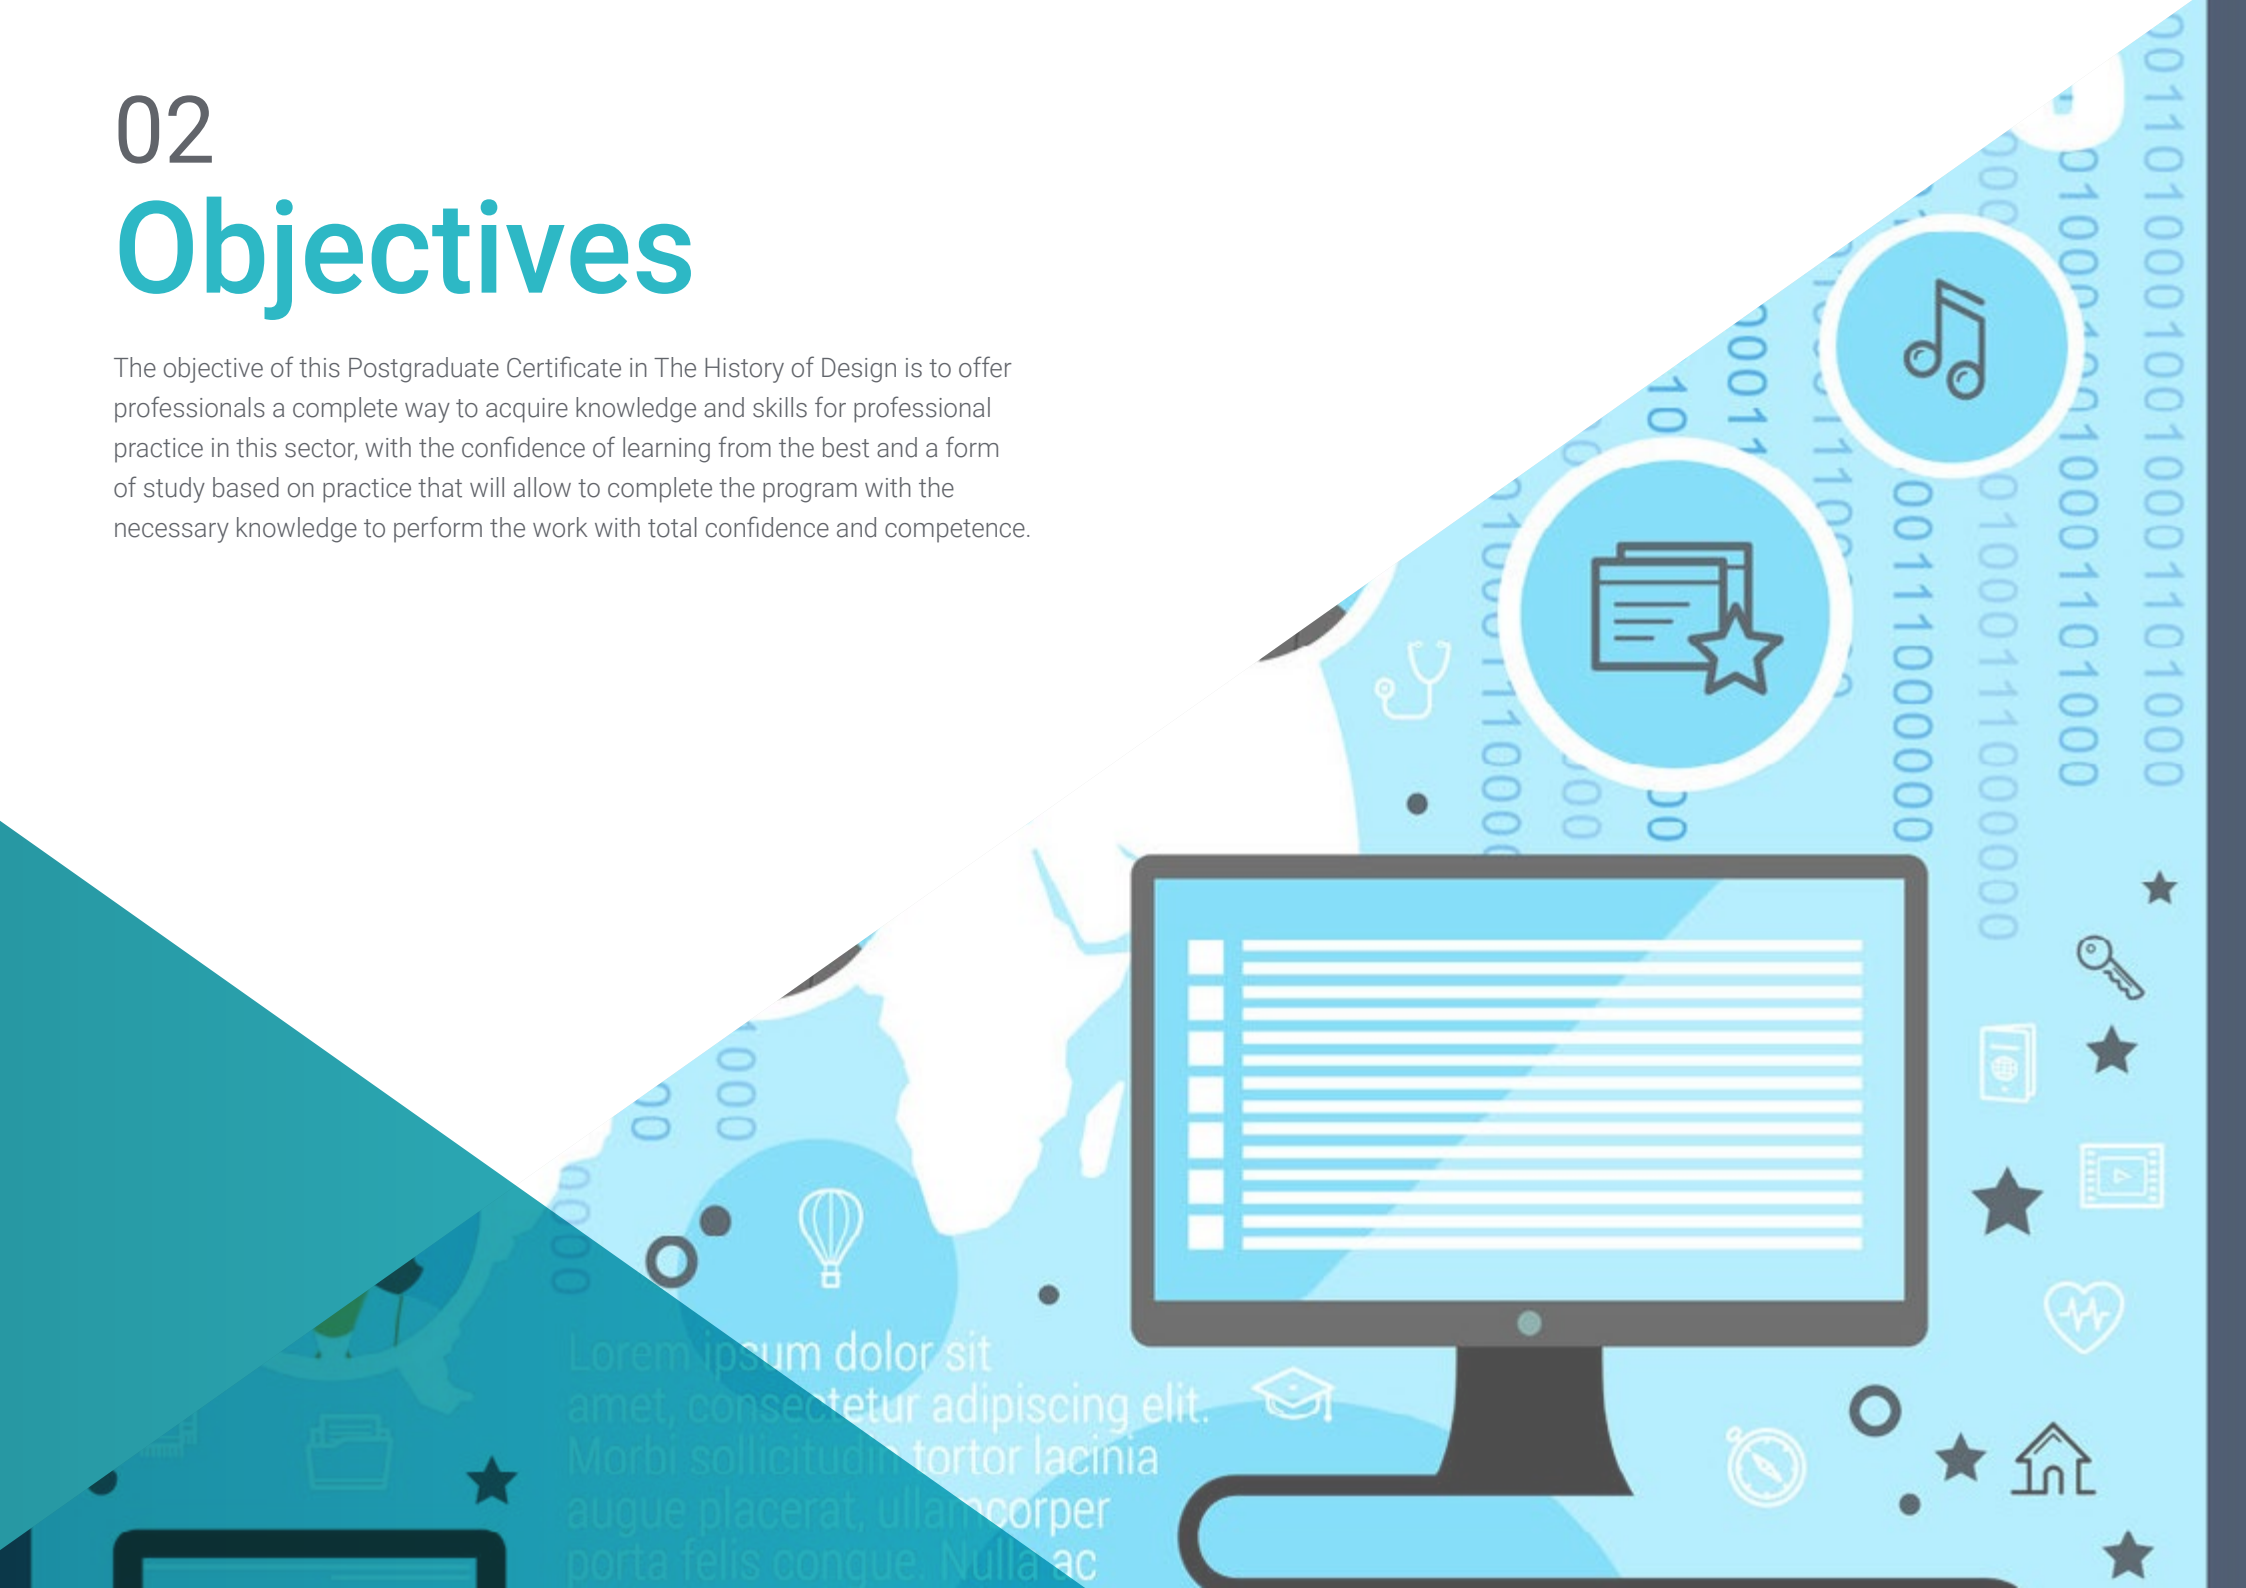 02
Objectives
The objective of this Postgraduate Certificate in The History of Design is to offer
professionals a complete way to acquire knowledge and skills for professional
practice in this sector, with the confidence of learning from the best and a form
of study based on practice that will allow to complete the program with the
necessary knowledge to perform the work with total confidence and competence.
Lorem ipsum dolor sit
amet, consectetur adipiscing elit.
Morbi sollicitudin tortor lacinia
augue placerat, ullamcorper
porta felis congue. Nulla ac